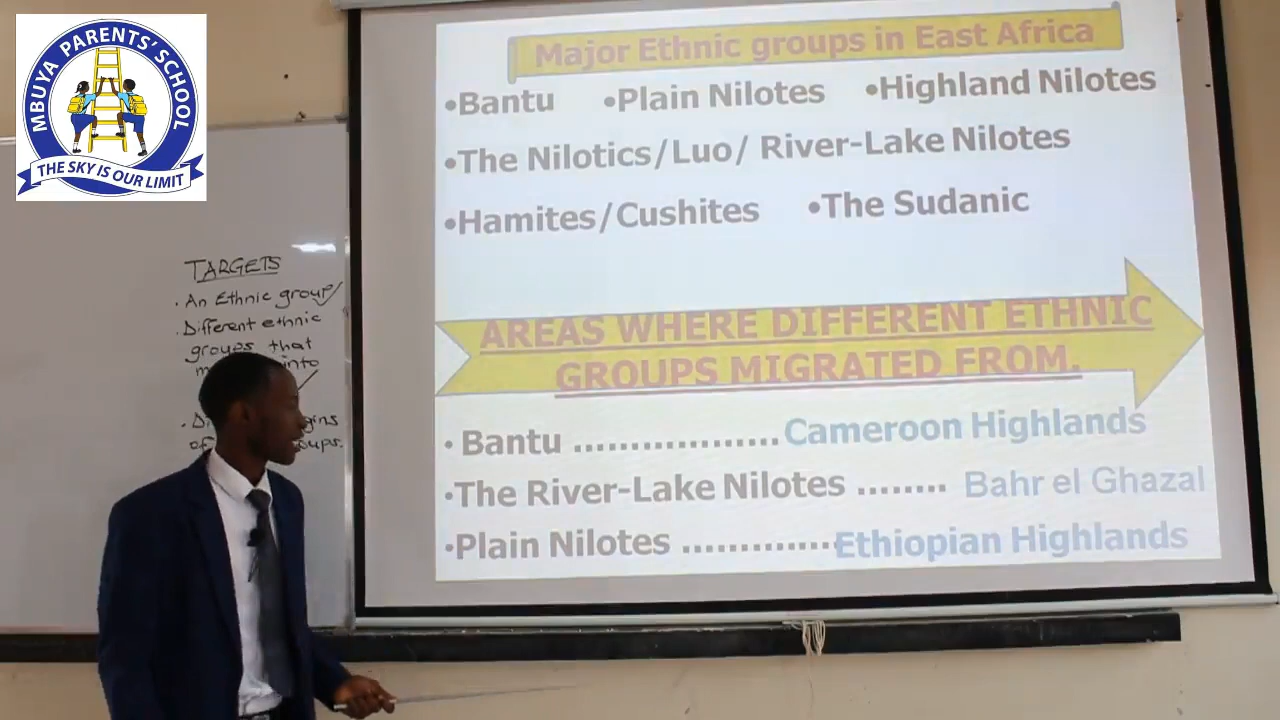 MBUYA PARENTS' SCHOOL
THE SKY IS OUR LIMIT
TARGETS
. An Ethnic group
. Different ethnic
groups that
into
of
Major Ethnic groups in East Africa
•Bantu •Plain Nilotes •Highland Nilotes
•The Nilotics/Luo/ River-Lake Nilotes
•Hamites/Cushites •The Sudanic
AREAS WHERE DIFFERENT ETHNIC
GROUPS MIGRATED FROM.
• Bantu ..................Cameroon Highlands
•The River-Lake Nilotes ........ Bahr el Ghazal
•Plain Nilotes .............Ethiopian Highlands